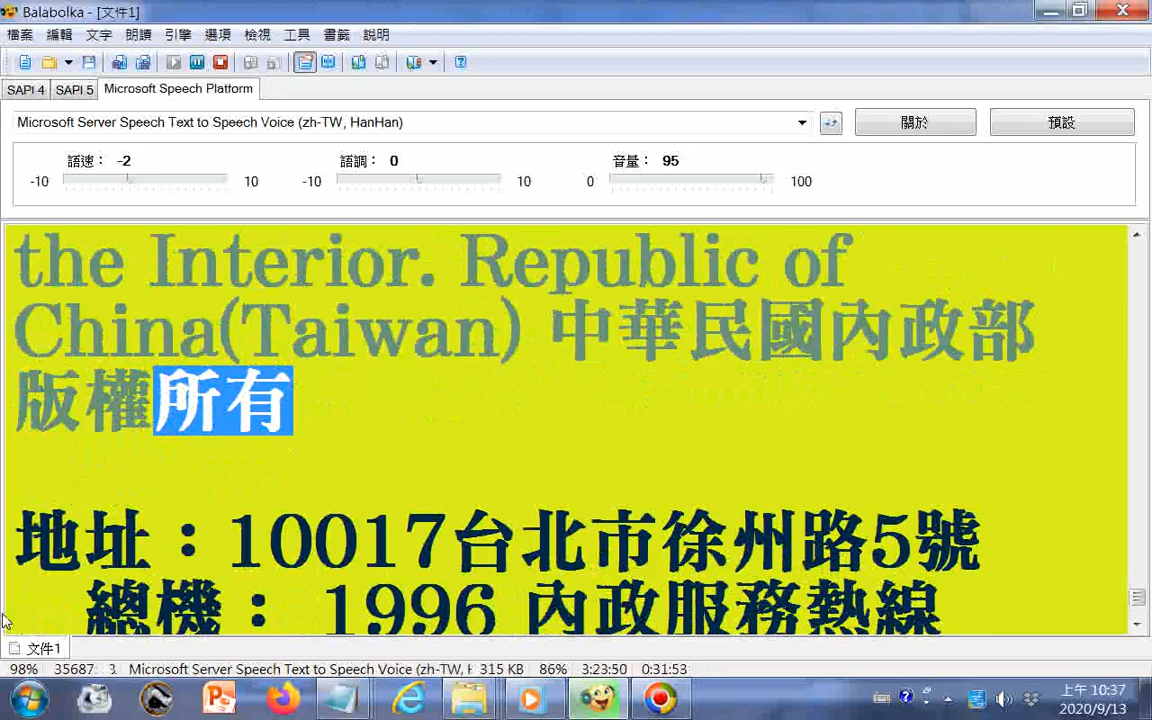 Balabolka - [文件1]
檔案 編輯 文字 朗讀 引擎 選項 檢視 工具 書籤 說明
SAPI 4 SAPI 5 Microsoft Speech Platform
Microsoft Server Speech Text to Speech Voice (zh-TW, HanHan) 關於 預設
語速： -2 語調： 0 音量： 95
-10 10 -10 10 0 100
the Interior. Republic of
China(Taiwan) 中華民國內政部
版權所有
地址：10017台北市徐州路5號
總機： 1996 內政服務熱線
文件1
98% 35687 Microsoft Server Speech Text to Speech Voice (zh-TW, 315 KB 86% 3:23:50 0:31:53
上午 10:37
2020/9/13